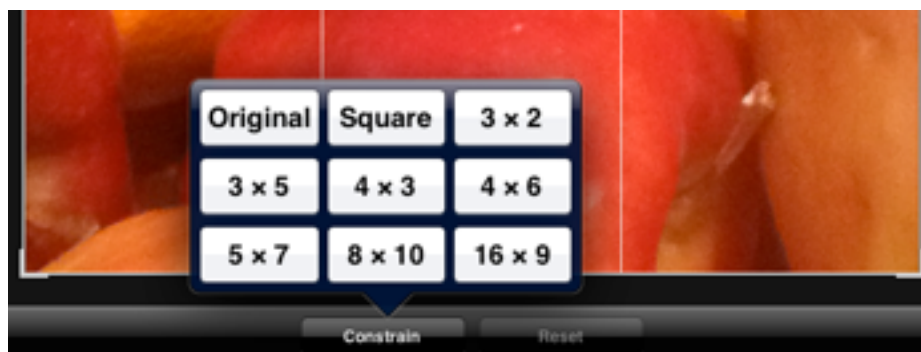 Original Square 3 × 2
3 × 5 4 × 3 4 × 6
5 × 7 8 × 10 16 × 9
Constrain Reset